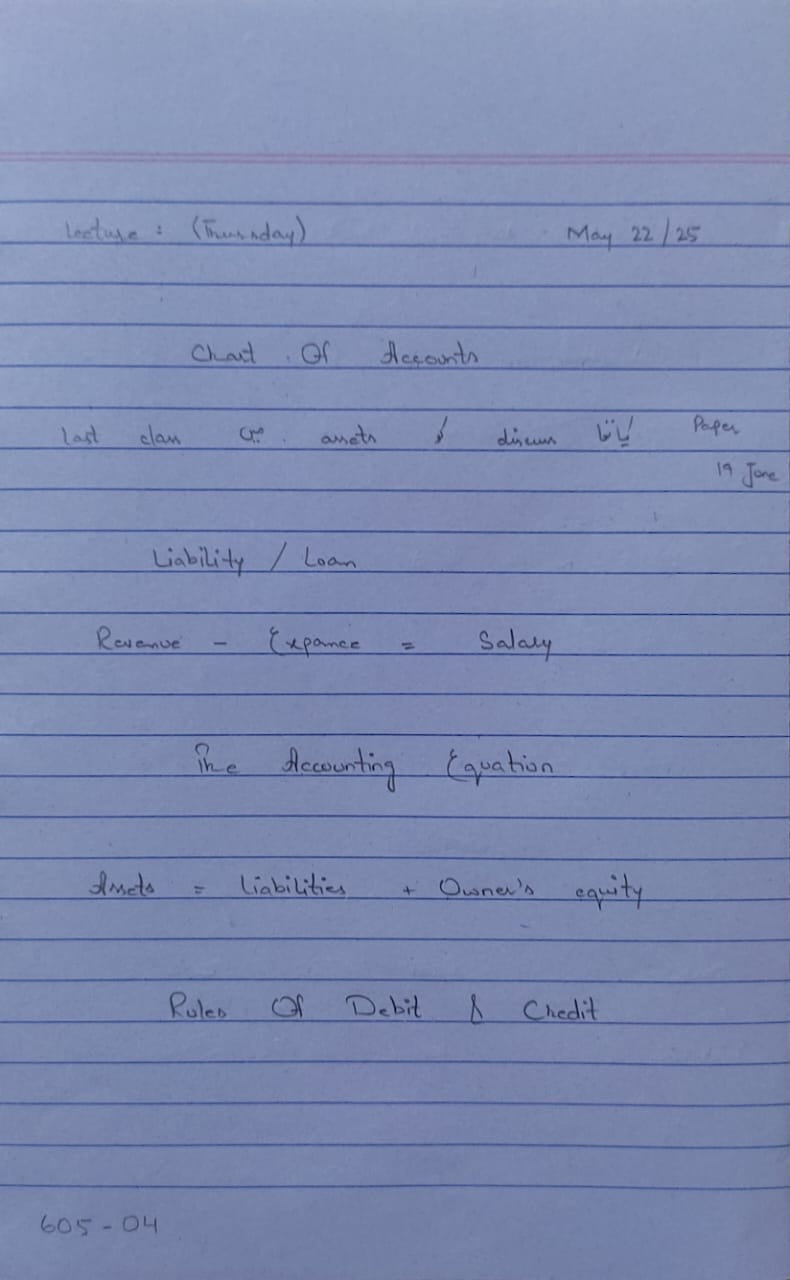 Lecture : (Thursday) May 22/25
Chart Of Accounts
Last class میں assets کو discuss کیا تھا Paper
19 June
Liability / Loan
Revenue - Expance = Salary
The Accounting Equation
Assets = Liabilities + Owner's equity
Rules Of Debit & Credit
605-04